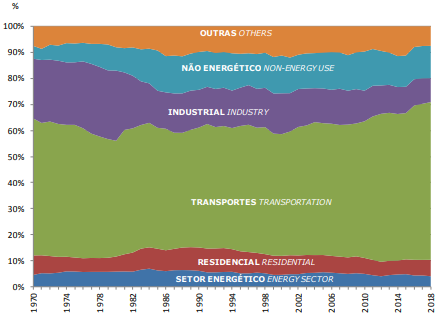 %
100%
90%
80%
70%
60%
50%
40%
30%
20%
10%
0%
OUTRAS OTHERS
NÃO ENERGÉTICO NON-ENERGY USE
INDUSTRIAL INDUSTRY
TRANSPORTES TRANSPORTATION
RESIDENCIAL RESIDENTIAL
SETOR ENERGÉTICO ENERGY SECTOR
1970 1974 1978 1982 1986 1990 1994 1998 2002 2006 2010 2014 2018